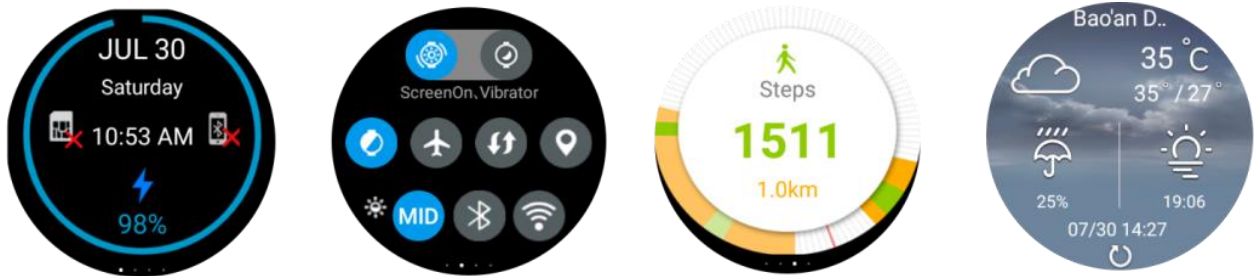 JUL 30
Saturday
10:53 AM
98%
ScreenOn、Vibrator
MID
Steps
1511
1.0km
Bao'an D..
35 °C
35° / 27°
25%
19:06
07/30 14:27